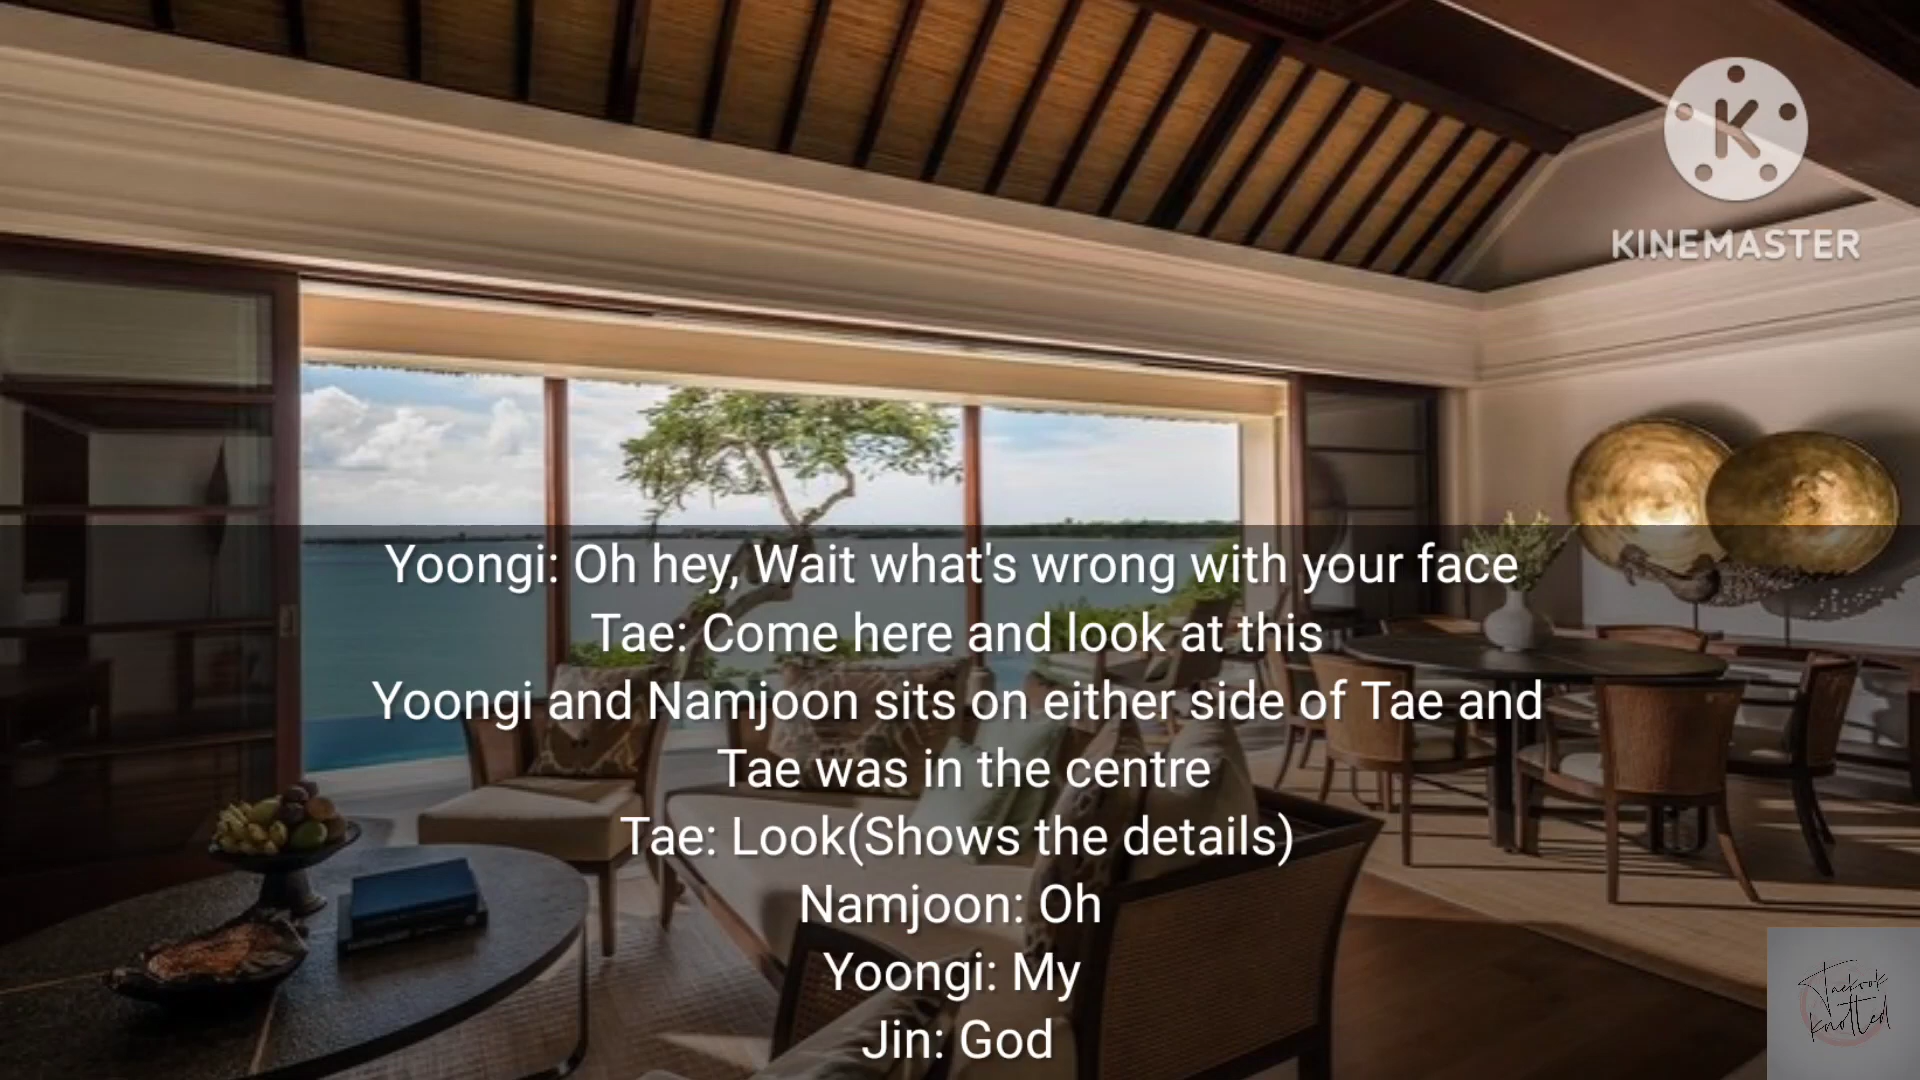 K
KINEMASTER
Yoongi: Oh hey, Wait what's wrong with your face
Tae: Come here and look at this
Yoongi and Namjoon sits on either side of Tae and
Tae was in the centre
Tae: Look(Shows the details)
Namjoon: Oh
Yoongi: My
Jin: God
Taekook
knotted